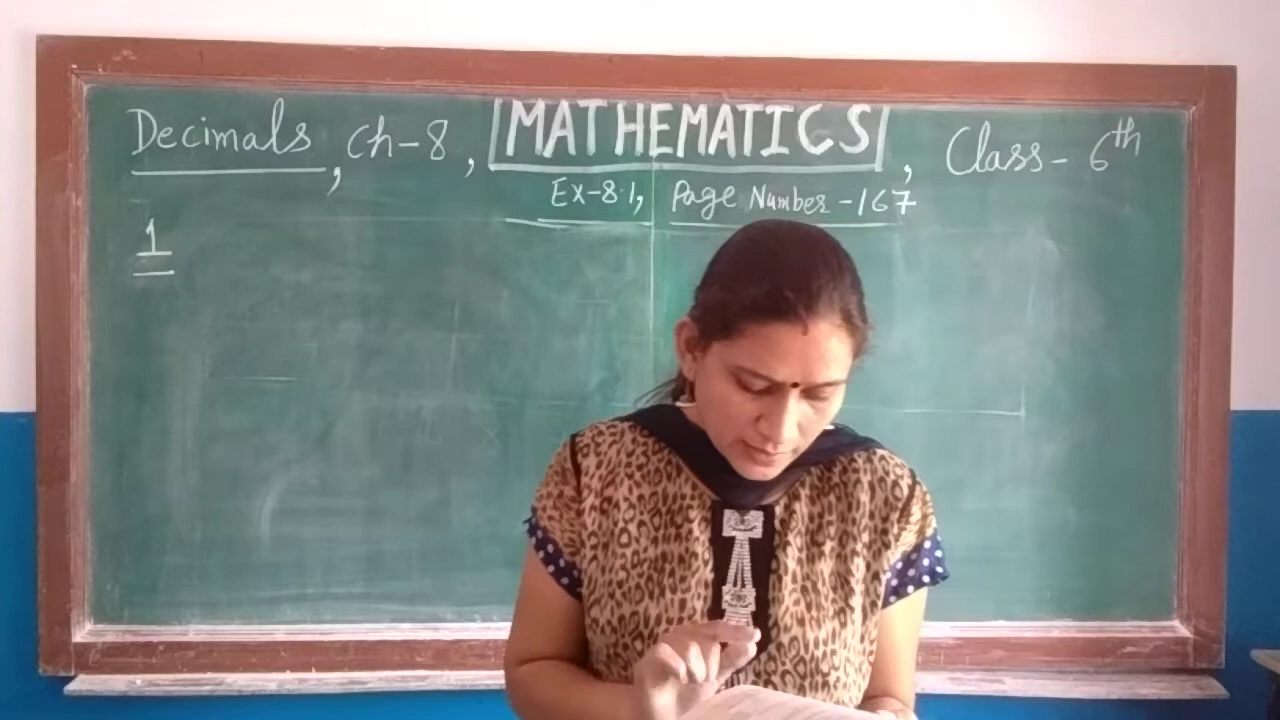 Decimals, Ch-8, MATHEMATICS, Class- 6th
Ex-8.1, Page Number -167
1